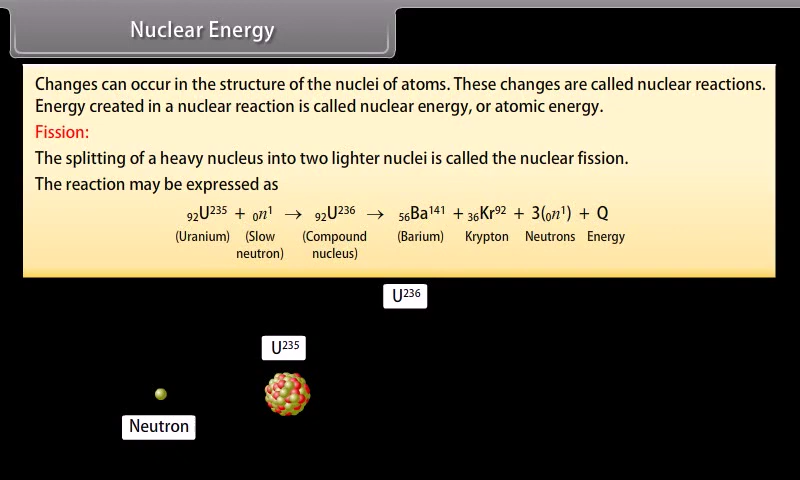 Nuclear Energy
Changes can occur in the structure of the nuclei of atoms. These changes are called nuclear reactions.
Energy created in a nuclear reaction is called nuclear energy, or atomic energy.
Fission:
The splitting of a heavy nucleus into two lighter nuclei is called the nuclear fission.
The reaction may be expressed as
₉₂U²³⁵ + ₀n¹ → ₉₂U²³⁶ → ₅₆Ba¹⁴¹ + ₃₆Kr⁹² + 3(₀n¹) + Q
(Uranium) (Slow neutron) (Compound nucleus) (Barium) Krypton Neutrons Energy
U²³⁶
U²³⁵
Neutron